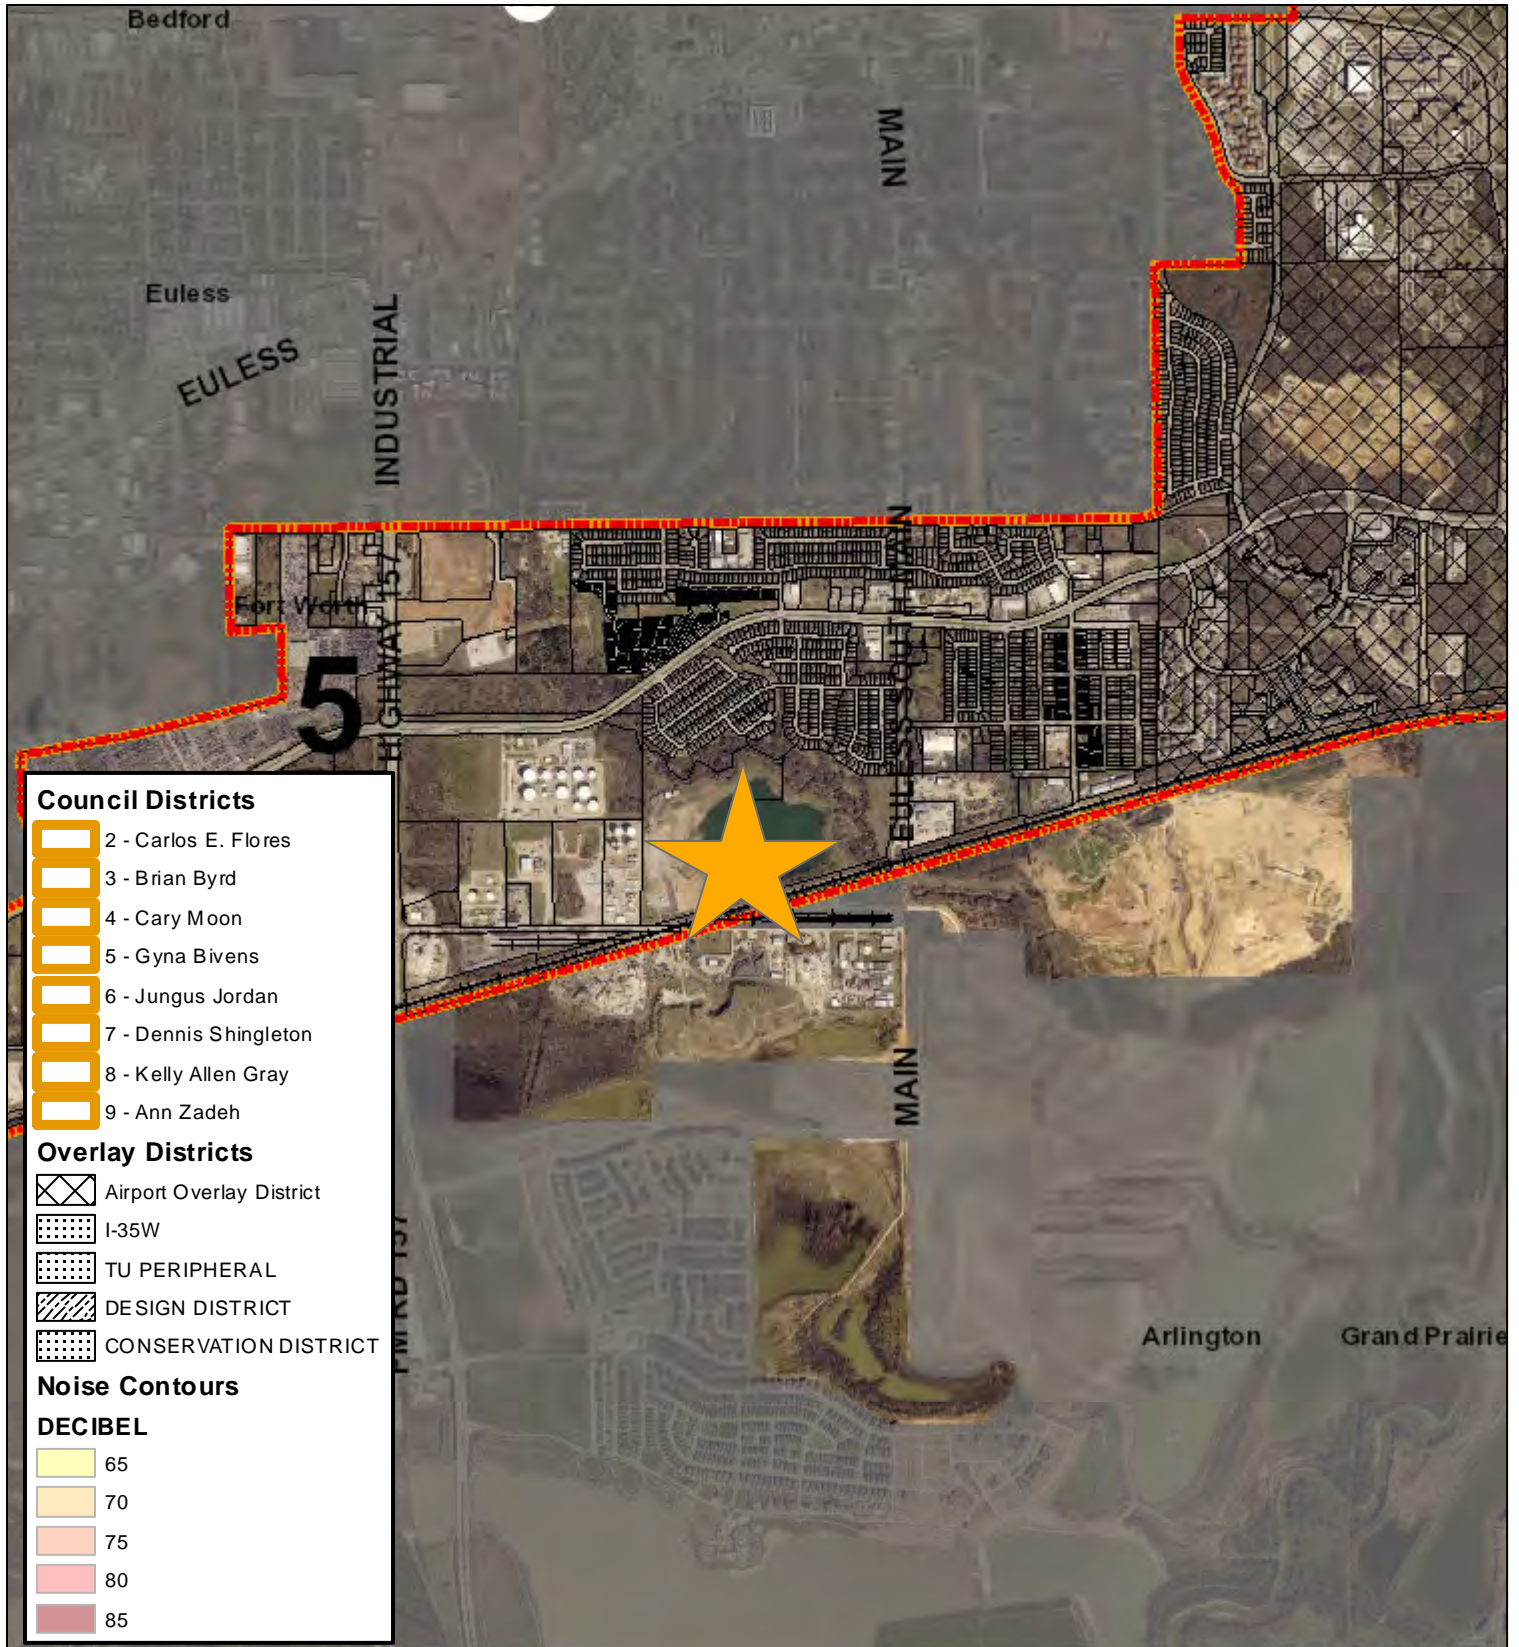 Bedford
MAIN
Euless
EULESS
INDUSTRIAL
Fort Worth
5
HIGHWAY 157
EULESS SOUTH MAIN
MAIN
FM RD 157
Arlington
Grand Prairie
Council Districts
2 - Carlos E. Flores
3 - Brian Byrd
4 - Cary Moon
5 - Gyna Bivens
6 - Jungus Jordan
7 - Dennis Shingleton
8 - Kelly Allen Gray
9 - Ann Zadeh
Overlay Districts
Airport Overlay District
I-35W
TU PERIPHERAL
DESIGN DISTRICT
CONSERVATION DISTRICT
Noise Contours
DECIBEL
65
70
75
80
85